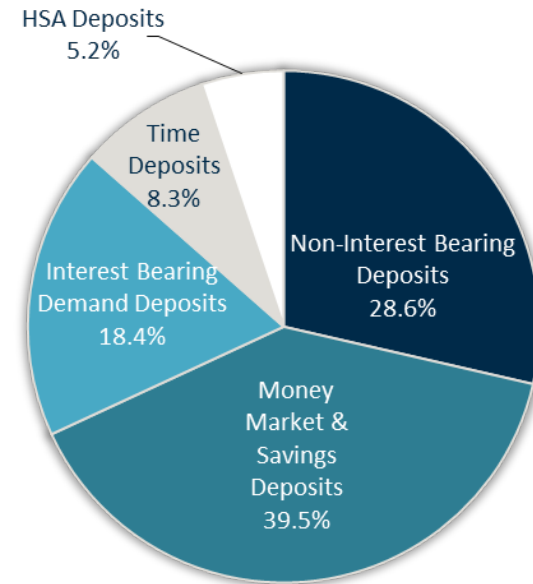 HSA Deposits
5.2%
Time
Deposits
8.3%
Non-Interest Bearing
Deposits
28.6%
Interest Bearing
Demand Deposits
18.4%
Money
Market &
Savings
Deposits
39.5%